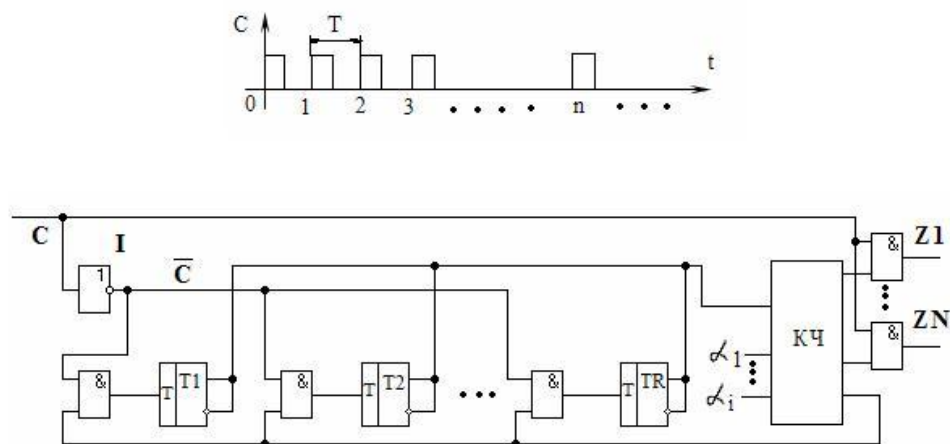 C T t
0 1 2 3 n
C I C̅ & Z1
1
& ZN
КЧ
α1
αi
& T T1 & T T2 & T TR